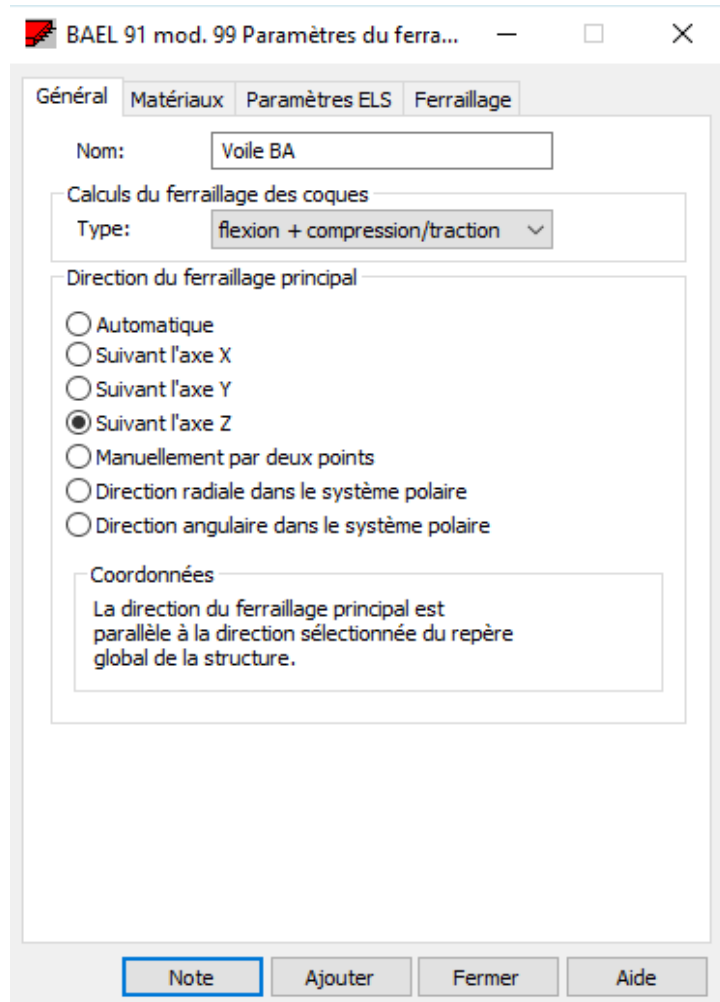 BAEL 91 mod. 99 Paramètres du ferra...
Général Matériaux Paramètres ELS Ferraillage
Nom: Voile BA
Calculs du ferraillage des coques
Type: flexion + compression/traction
Direction du ferraillage principal
Automatique
Suivant l'axe X
Suivant l'axe Y
Suivant l'axe Z
Manuellement par deux points
Direction radiale dans le système polaire
Direction angulaire dans le système polaire
Coordonnées
La direction du ferraillage principal est
parallèle à la direction sélectionnée du repère
global de la structure.
Note Ajouter Fermer Aide